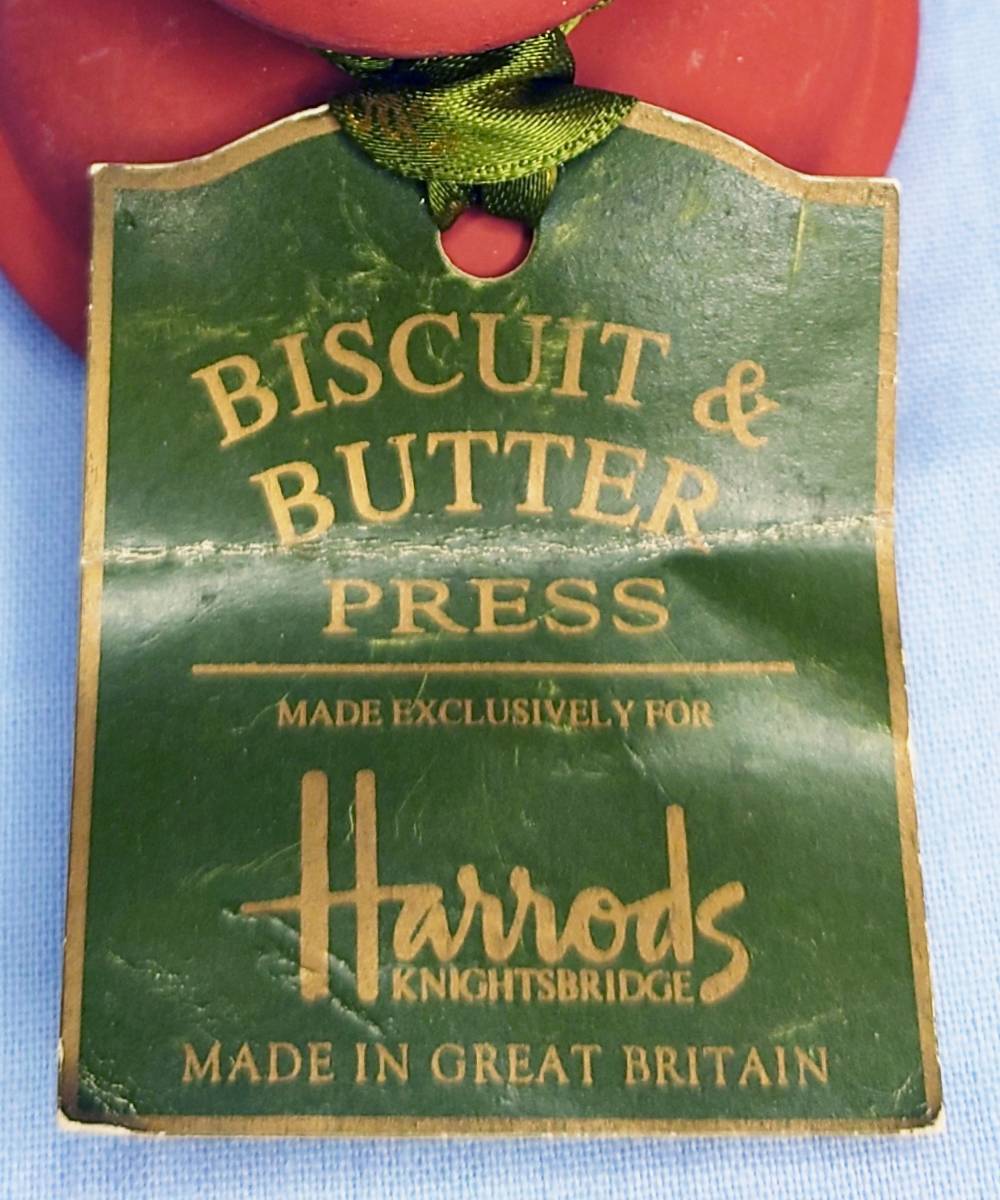 BISCUIT &
BUTTER
PRESS
MADE EXCLUSIVELY FOR
Harrods
KNIGHTSBRIDGE
MADE IN GREAT BRITAIN